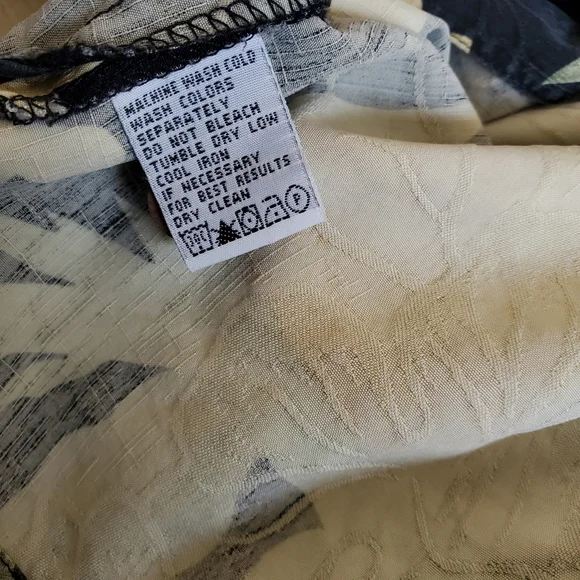 MACHINE WASH COLD
WASH COLORS
SEPARATELY
DO NOT BLEACH
TUMBLE DRY LOW
COOL IRON
IF NECESSARY
FOR BEST RESULTS
DRY CLEAN
30° P